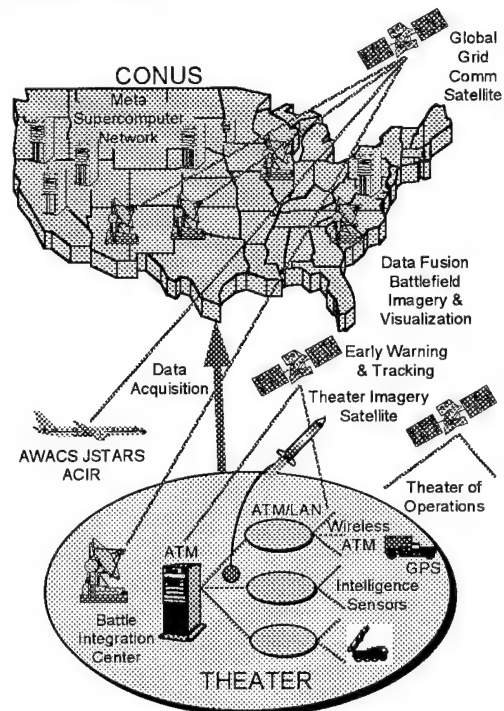 Global
Grid
Comm
Satellite
CONUS
Meta
Supercomputer
Network
Data Fusion
Battlefield
Imagery &
Visualization
Early Warning
& Tracking
Data
Acquisition
Theater Imagery
Satellite
AWACS JSTARS
ACIR
Theater of
Operations
ATM/LAN
Wireless
ATM
ATM
GPS
Intelligence
Sensors
Battle
Integration
Center
THEATER